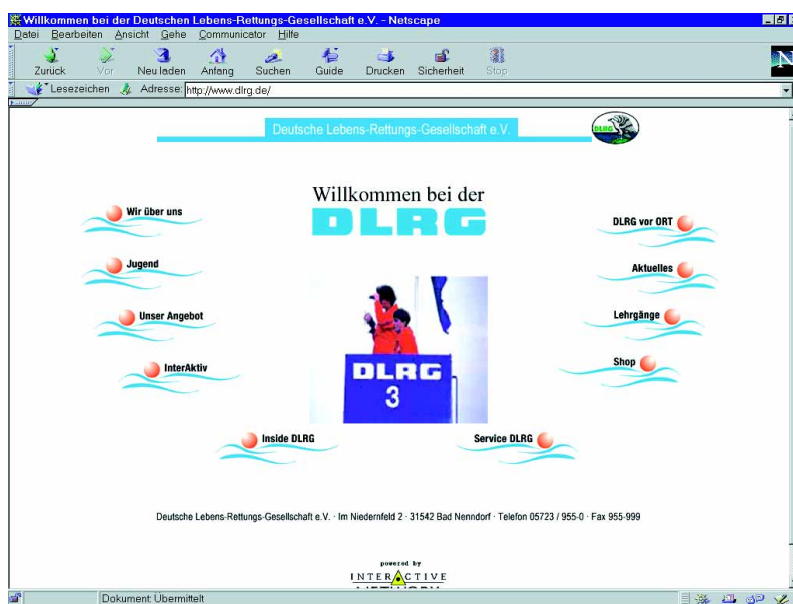 Willkommen bei der Deutschen Lebens-Rettungs-Gesellschaft e.V. - Netscape
Datei Bearbeiten Ansicht Gehe Communicator Hilfe
Zurück Vor Neu laden Anfang Suchen Guide Drucken Sicherheit Stop
Lesezeichen Adresse: http://www.dlrg.de/
Deutsche Lebens-Rettungs-Gesellschaft e.V.
DLRG
Willkommen bei der
DLRG
Wir über uns
DLRG vor ORT
Jugend
Aktuelles
Unser Angebot
Lehrgänge
InterAktiv
Shop
DLRG
3
Inside DLRG
Service DLRG
Deutsche Lebens-Rettungs-Gesellschaft e.V. · Im Niedernfeld 2 · 31542 Bad Nenndorf · Telefon 05723 / 955-0 · Fax 955-999
powered by
INTERACTIVE
Dokument: Übermittelt